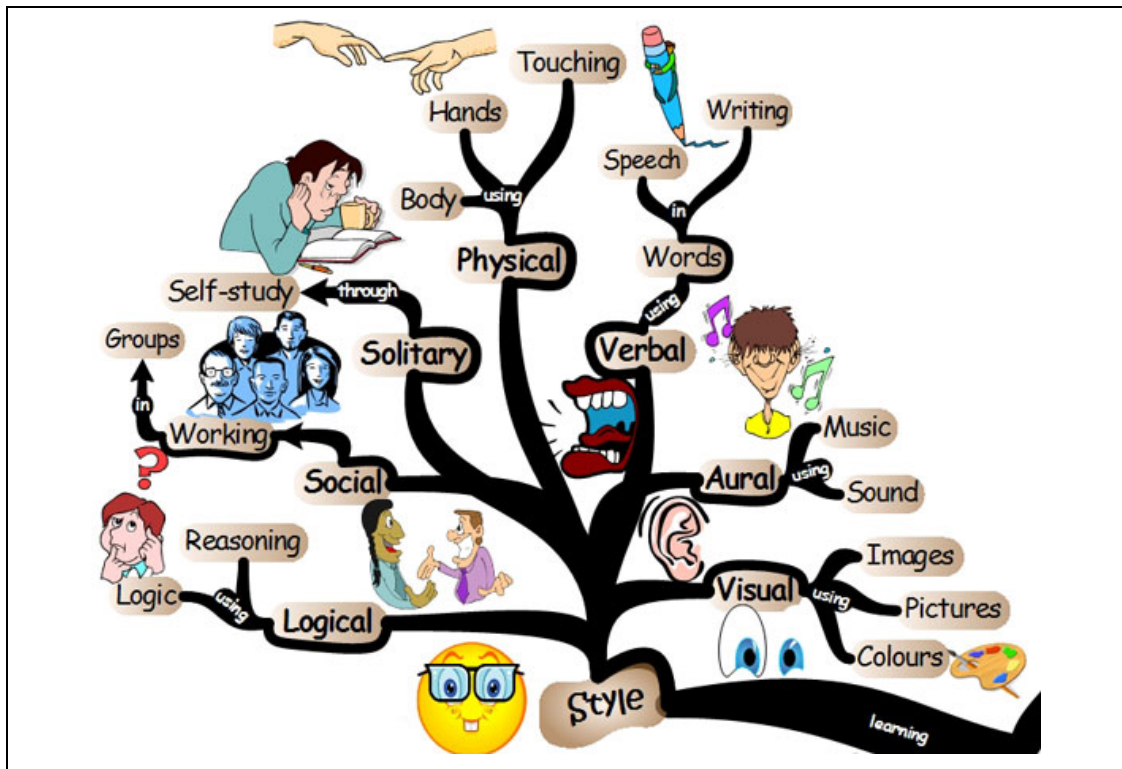 Touching
Hands
Writing
Speech
Body
using
in
Physical
Words
Self-study
through
using
Groups
Solitary
Verbal
in
Working
Music
Social
Aural
using
Sound
Reasoning
Images
Logic
using
Logical
Visual
using
Pictures
Colours
Style
learning